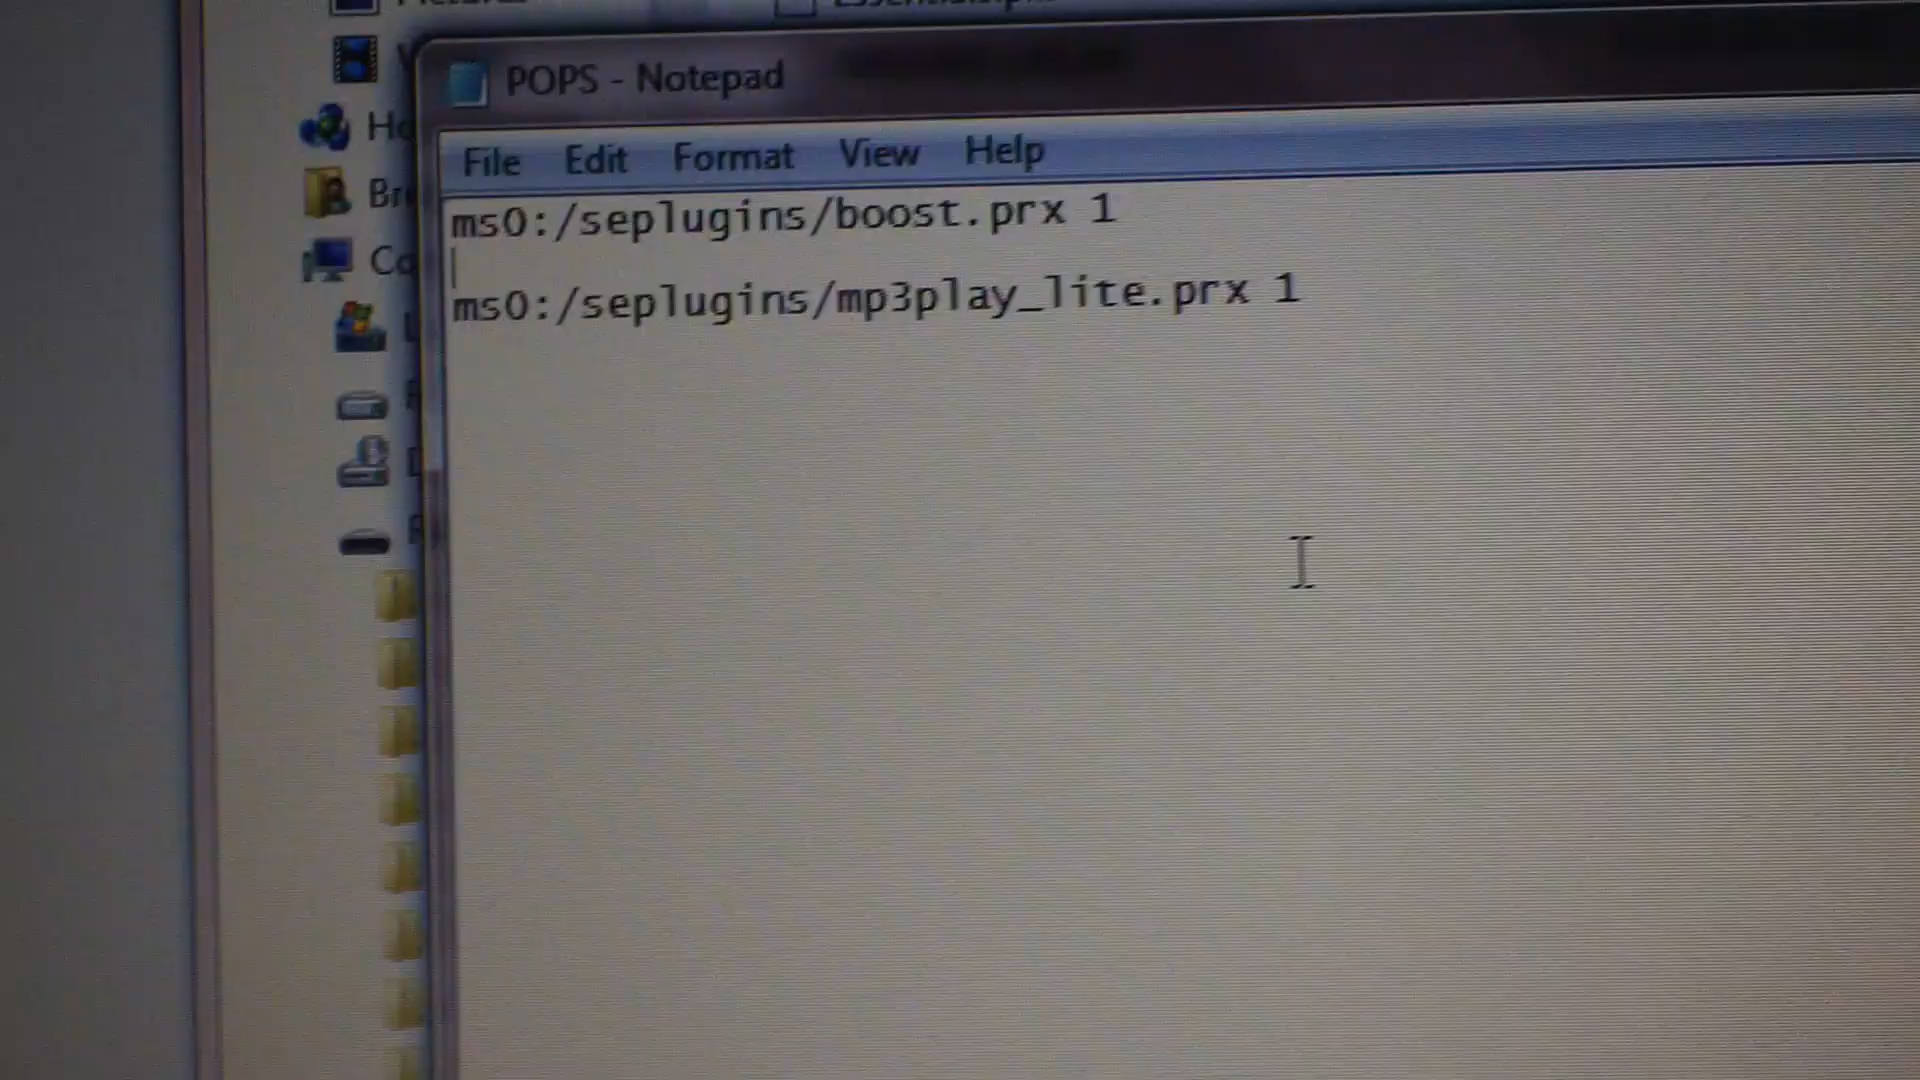 POPS - Notepad
File Edit Format View Help
ms0:/seplugins/boost.prx 1
ms0:/seplugins/mp3play_lite.prx 1